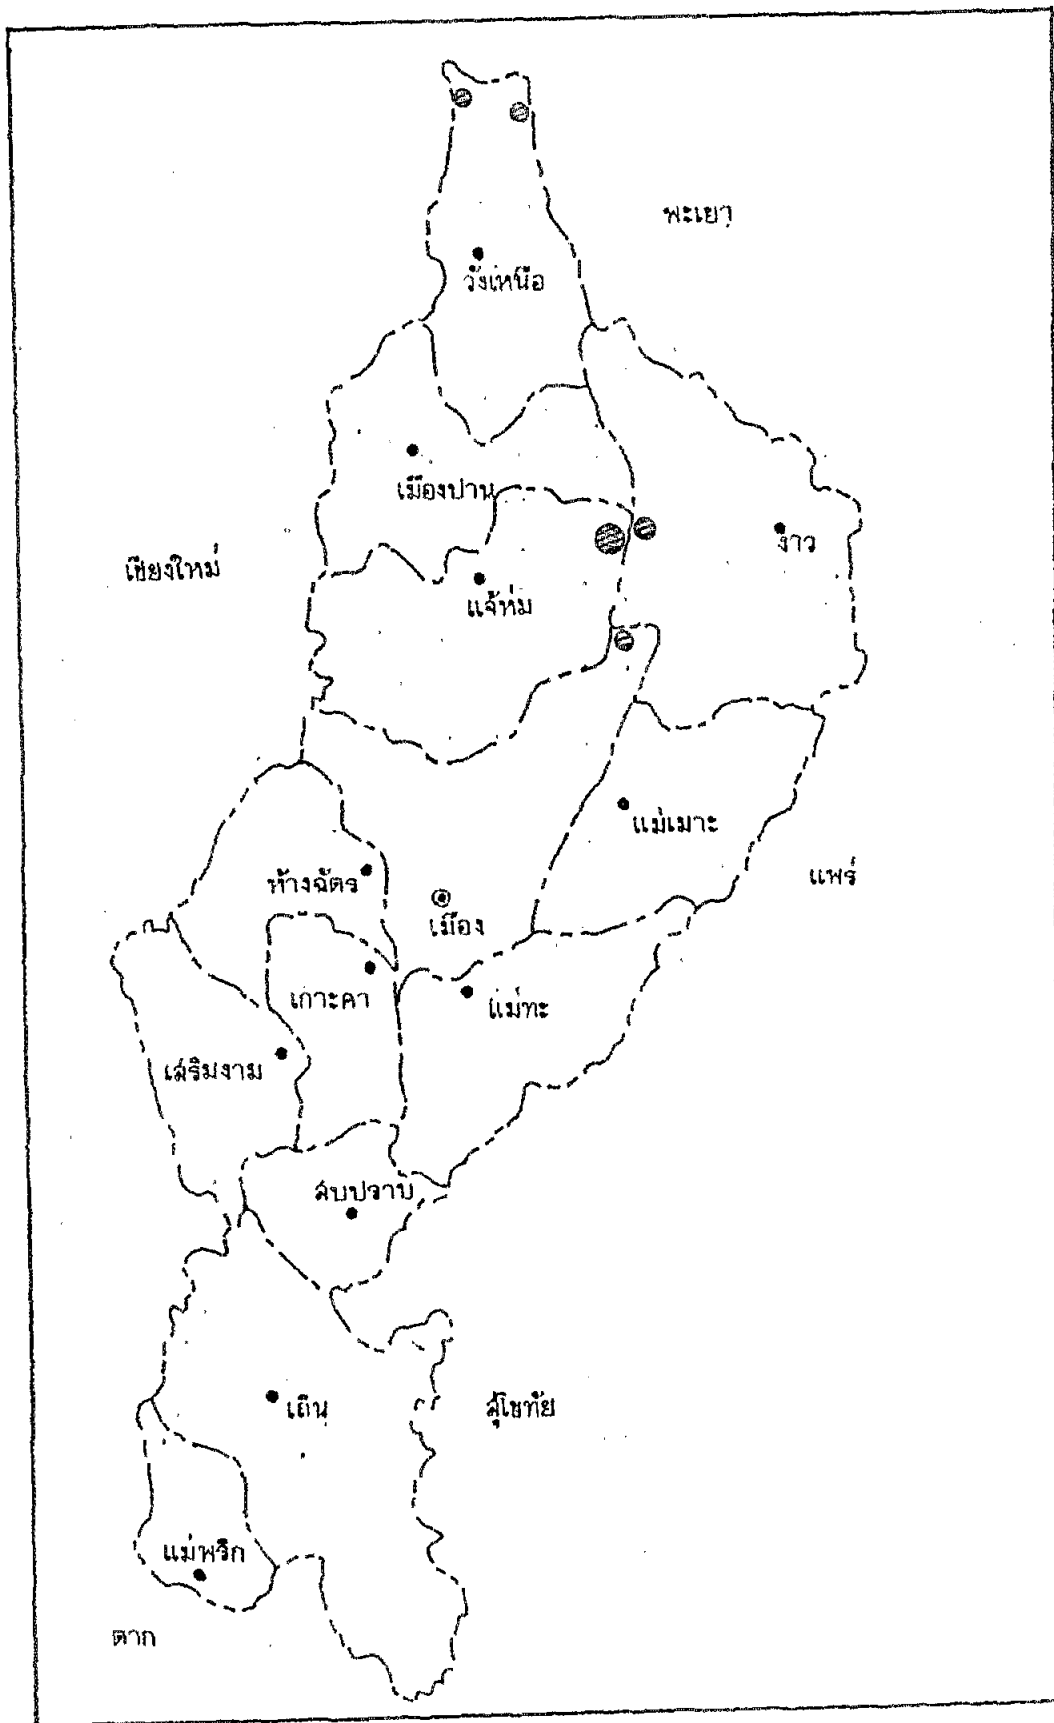 พะเยา
วังเหนือ
เมืองปาน
เชียงใหม่
แจ้ห่ม
งาว
แม่เมาะ
แพร่
ห้างฉัตร
เมือง
เกาะคา
แม่ทะ
เสริมงาม
สบปราบ
เถิน
สุโขทัย
แม่พริก
ตาก